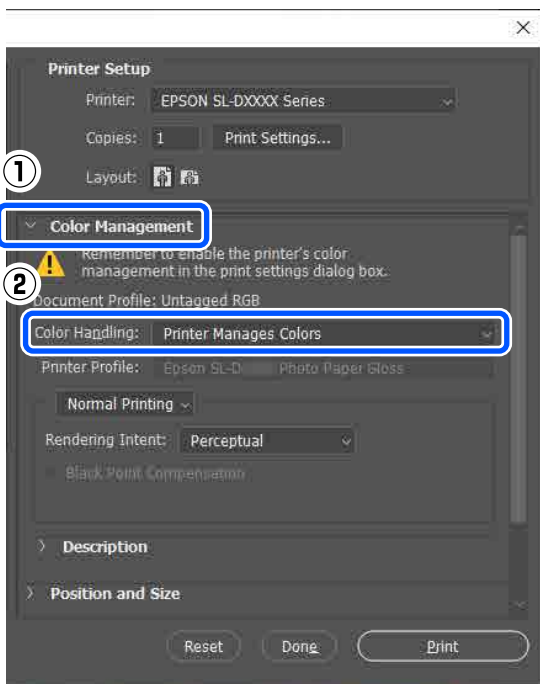 Printer Setup
Printer: EPSON SL-DXXXX Series
Copies: 1 Print Settings...
①
Layout:
Color Management
Remember to enable the printer's color
management in the print settings dialog box.
②
Document Profile: Untagged RGB
Color Handling: Printer Manages Colors
Printer Profile: Epson SL-D Photo Paper Gloss
Normal Printing
Rendering Intent: Perceptual
Black Point Compensation
Description
Position and Size
Reset Done Print